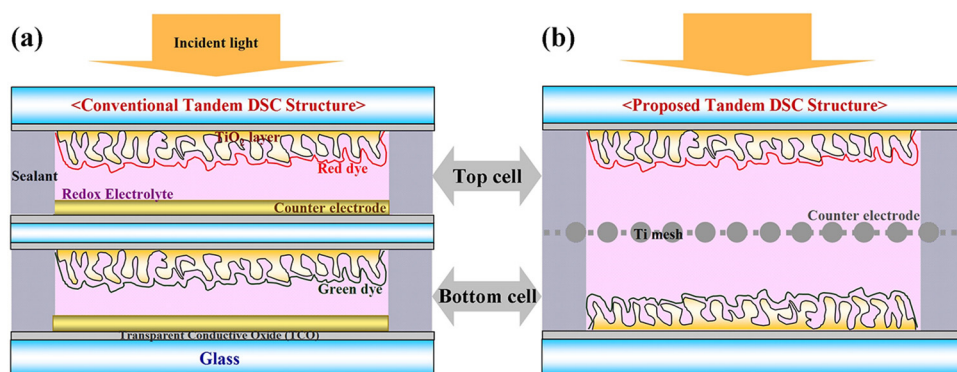 (a)
Incident light
<Conventional Tandem DSC Structure>
TiO₂ layer
Red dye
Sealant
Redox Electrolyte
Counter electrode
Green dye
Transparent Conductive Oxide (TCO)
Glass
Top cell
Bottom cell
(b)
<Proposed Tandem DSC Structure>
Counter electrode
Ti mesh